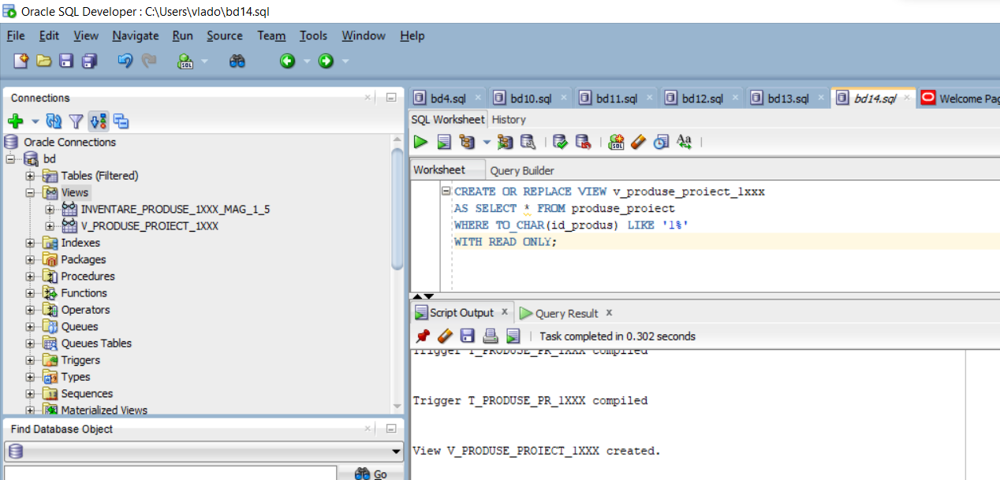 Oracle SQL Developer : C:\Users\vlado\bd14.sql
File Edit View Navigate Run Source Team Tools Window Help
Connections
Oracle Connections
bd
Tables (Filtered)
Views
INVENTARE_PRODUSE_1XXX_MAG_1_5
V_PRODUSE_PROIECT_1XXX
Indexes
Packages
Procedures
Functions
Operators
Queues
Queues Tables
Triggers
Types
Sequences
Materialized Views
Find Database Object
Go
bd4.sql bd10.sql bd11.sql bd12.sql bd13.sql bd14.sql Welcome Pag
SQL Worksheet History
Worksheet Query Builder
CREATE OR REPLACE VIEW v_produse_proiect_1xxx
AS SELECT * FROM produse_proiect
WHERE TO_CHAR(id_produs) LIKE '1%'
WITH READ ONLY;
Script Output Query Result
Task completed in 0.302 seconds
Trigger T_PRODUSE_PR_1XXX compiled
Trigger T_PRODUSE_PR_1XXX compiled
View V_PRODUSE_PROIECT_1XXX created.